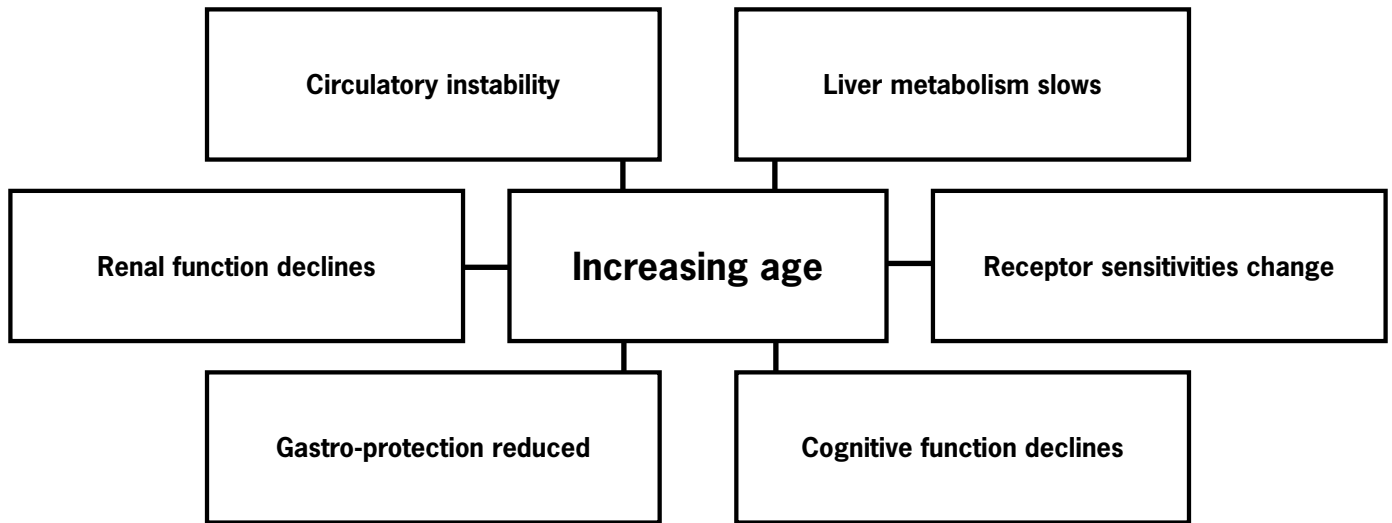 Circulatory instability
Liver metabolism slows
Renal function declines
Increasing age
Receptor sensitivities change
Gastro-protection reduced
Cognitive function declines